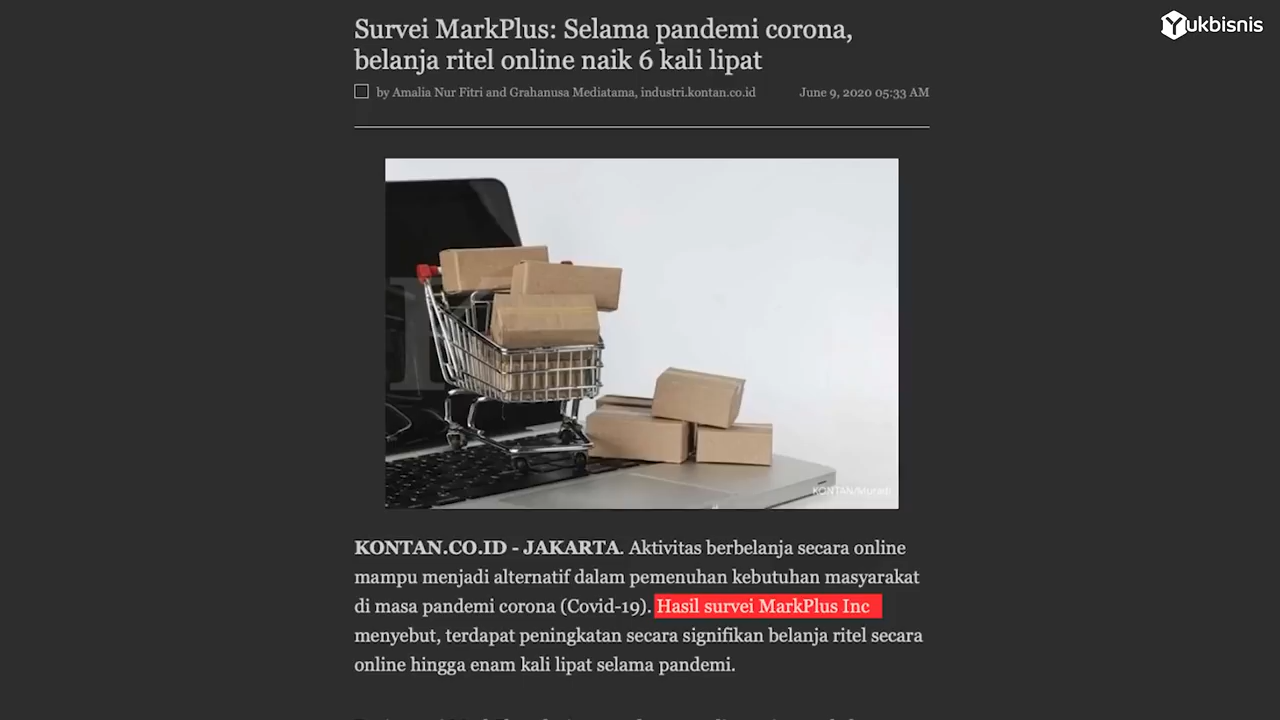 Yukbisnis
Survei MarkPlus: Selama pandemi corona,
belanja ritel online naik 6 kali lipat
by Amalia Nur Fitri and Grahanusa Mediatama, industri.kontan.co.id
June 9, 2020 05:33 AM
KONTAN/Muradi
KONTAN.CO.ID - JAKARTA. Aktivitas berbelanja secara online
mampu menjadi alternatif dalam pemenuhan kebutuhan masyarakat
di masa pandemi corona (Covid-19). Hasil survei MarkPlus Inc
menyebut, terdapat peningkatan secara signifikan belanja ritel secara
online hingga enam kali lipat selama pandemi.